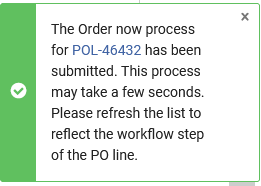 The Order now process
for POL-46432 has been
submitted. This process
may take a few seconds.
Please refresh the list to
reflect the workflow step
of the PO line.